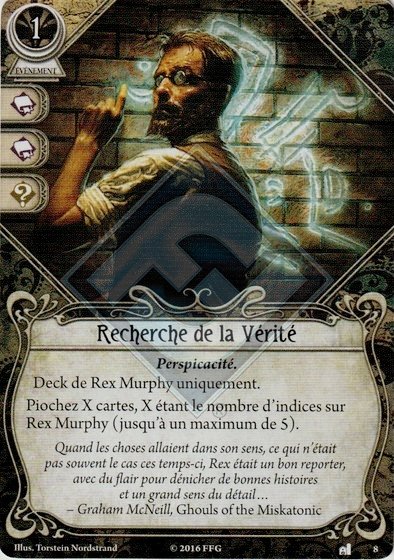 1
ÉVÉNEMENT
?
Recherche de la Vérité
Perspicacité.
Deck de Rex Murphy uniquement.
Piochez X cartes, X étant le nombre d'indices sur
Rex Murphy (jusqu'à un maximum de 5).
Quand les choses allaient dans son sens, ce qui n'était
pas souvent le cas ces temps-ci, Rex était un bon reporter,
avec du flair pour dénicher de bonnes histoires
et un grand sens du détail…
– Graham McNeill, Ghouls of the Miskatonic
Illus. Torstein Nordstrand © 2016 FFG 8